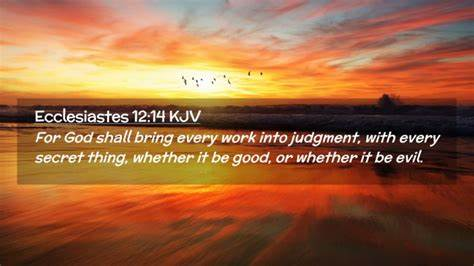 Ecclesiastes 12:14 KJV
For God shall bring every work into judgment, with every
secret thing, whether it be good, or whether it be evil.